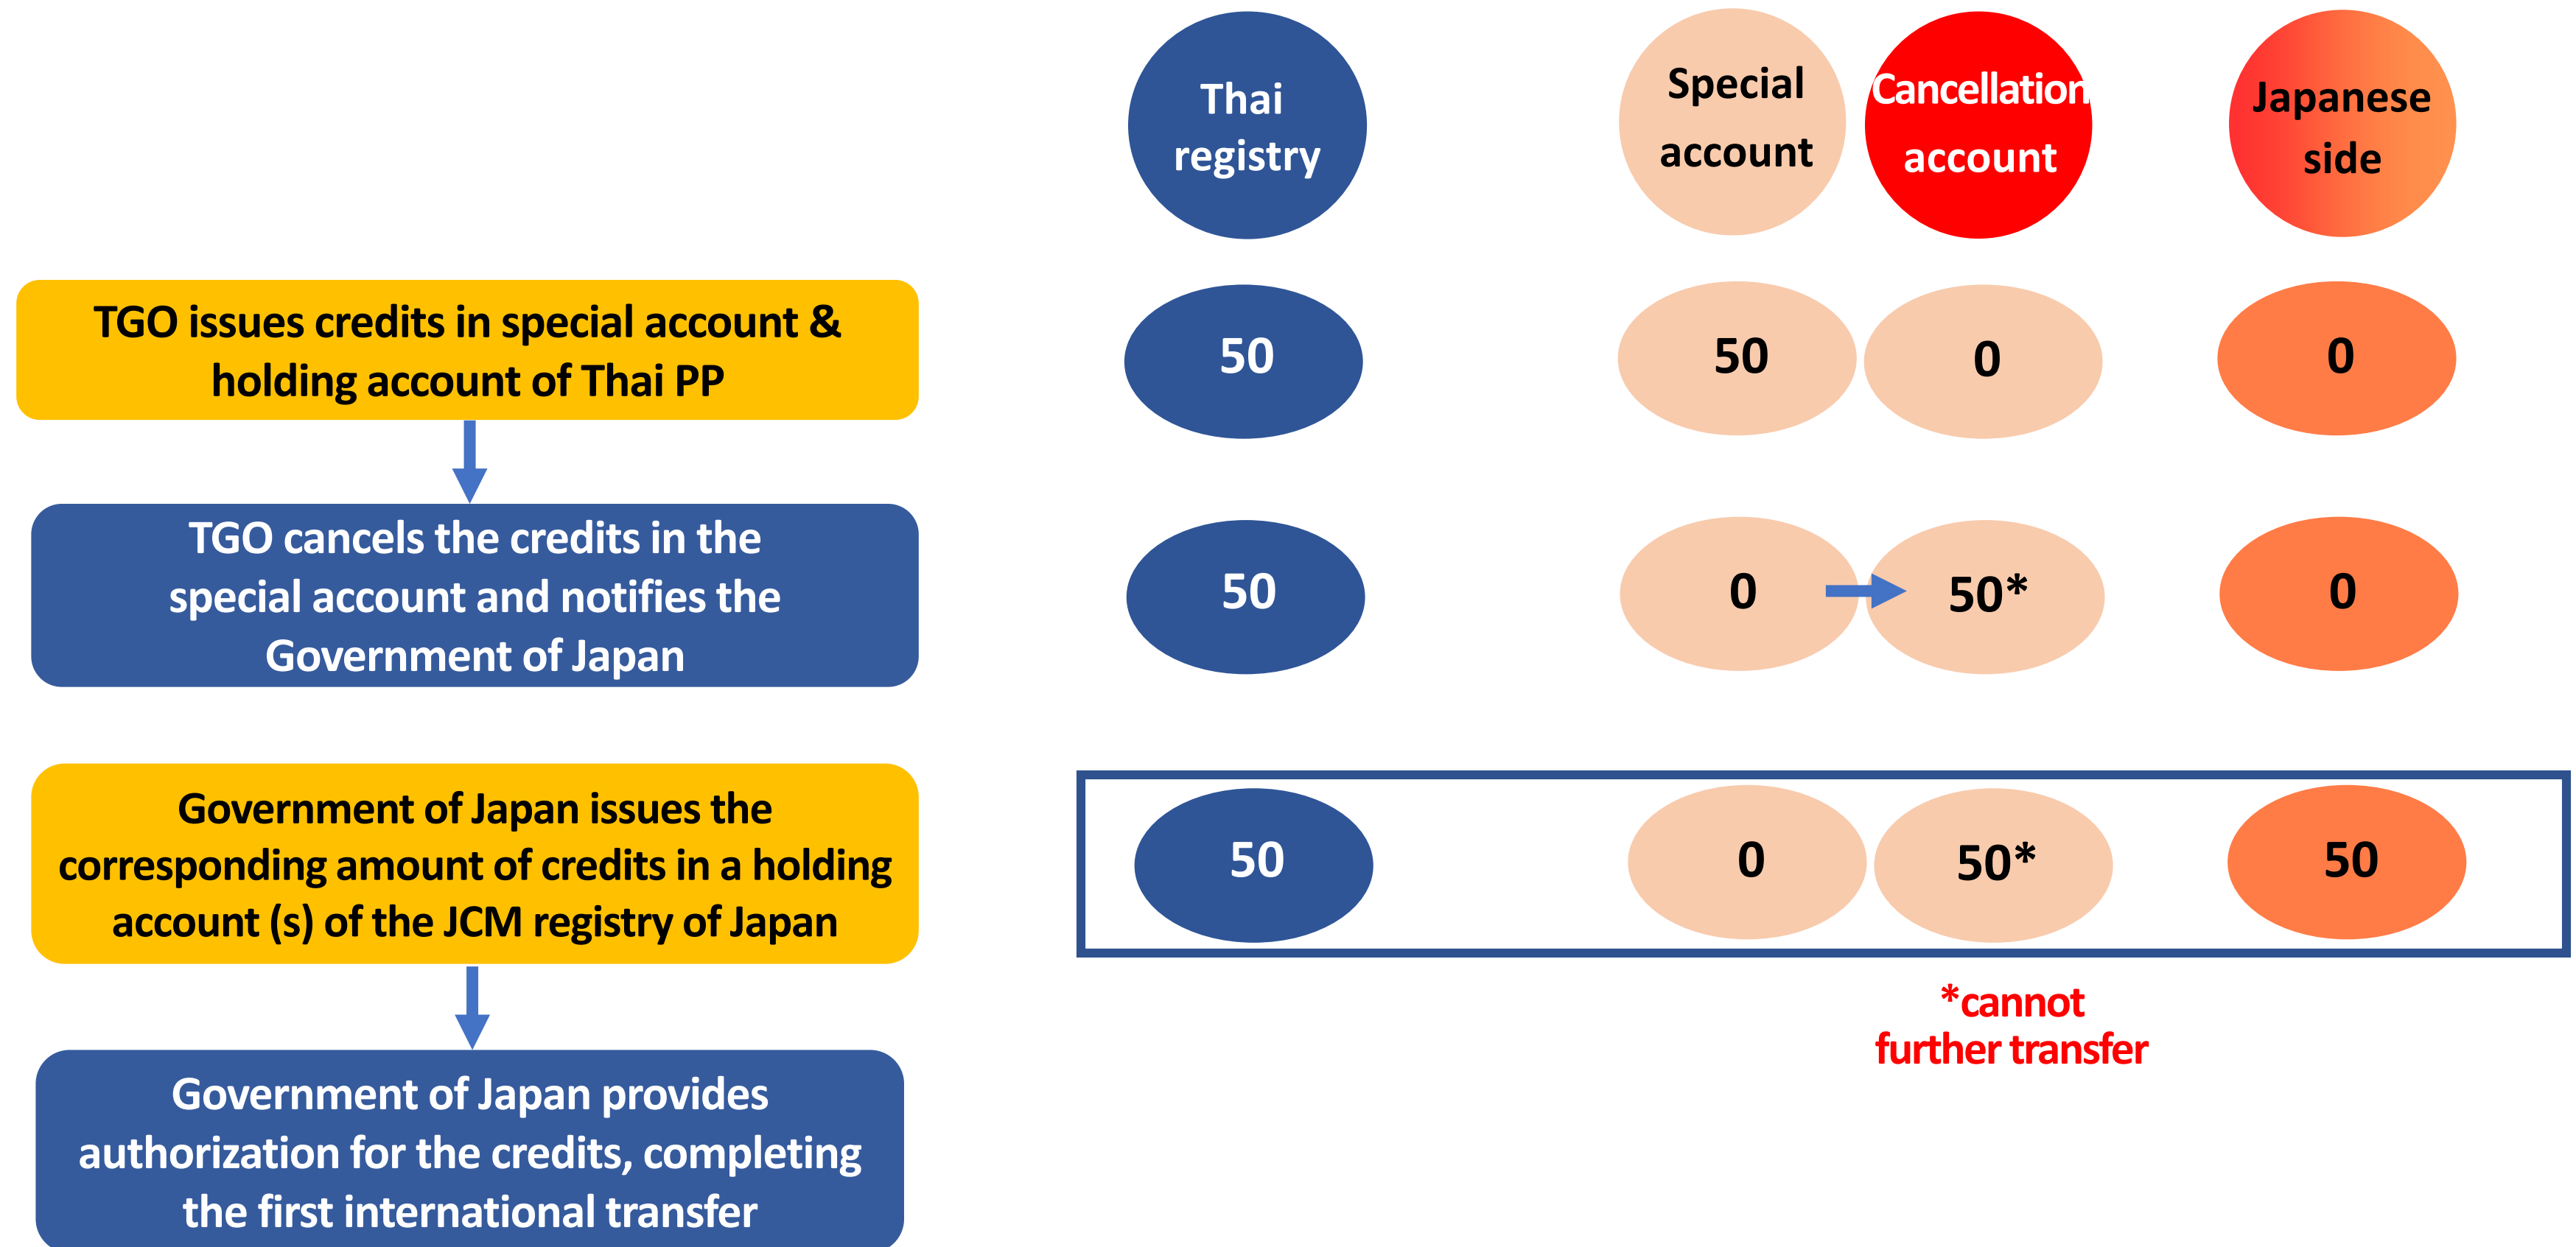 Thai
registry
Special
account
Cancellation
account
Japanese
side
TGO issues credits in special account &
holding account of Thai PP
50
50
0
0
TGO cancels the credits in the
special account and notifies the
Government of Japan
50
0
50*
0
Government of Japan issues the
corresponding amount of credits in a holding
account (s) of the JCM registry of Japan
50
0
50*
50
*cannot
further transfer
Government of Japan provides
authorization for the credits, completing
the first international transfer